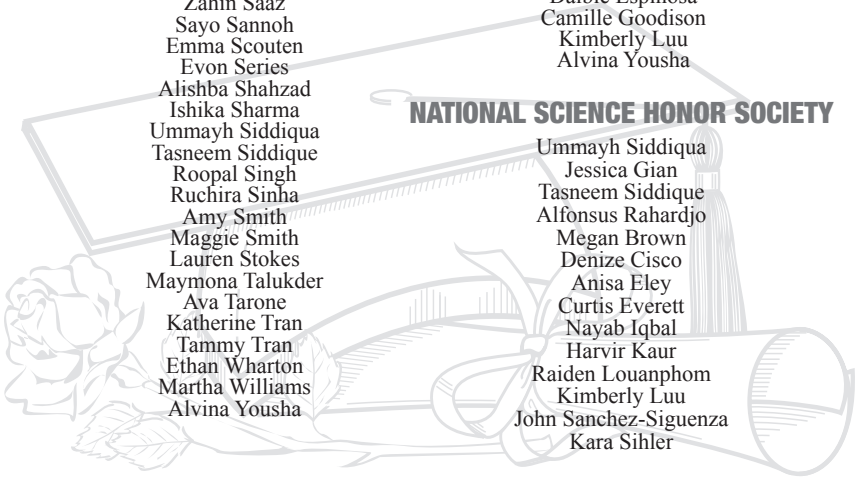 Zahin Saaz
Sayo Sannoh
Emma Scouten
Evon Series
Alishba Shahzad
Ishika Sharma
Ummayh Siddiqua
Tasneem Siddique
Roopal Singh
Ruchira Sinha
Amy Smith
Maggie Smith
Lauren Stokes
Maymona Talukder
Ava Tarone
Katherine Tran
Tammy Tran
Ethan Wharton
Martha Williams
Alvina Yousha
Espinosa
Camille Goodison
Kimberly Luu
Alvina Yousha
NATIONAL SCIENCE HONOR SOCIETY
Ummayh Siddiqua
Jessica Gian
Tasneem Siddique
Alfonsus Rahardjo
Megan Brown
Denize Cisco
Anisa Eley
Curtis Everett
Nayab Iqbal
Harvir Kaur
Raiden Louanphom
Kimberly Luu
John Sanchez-Siguenza
Kara Sihler